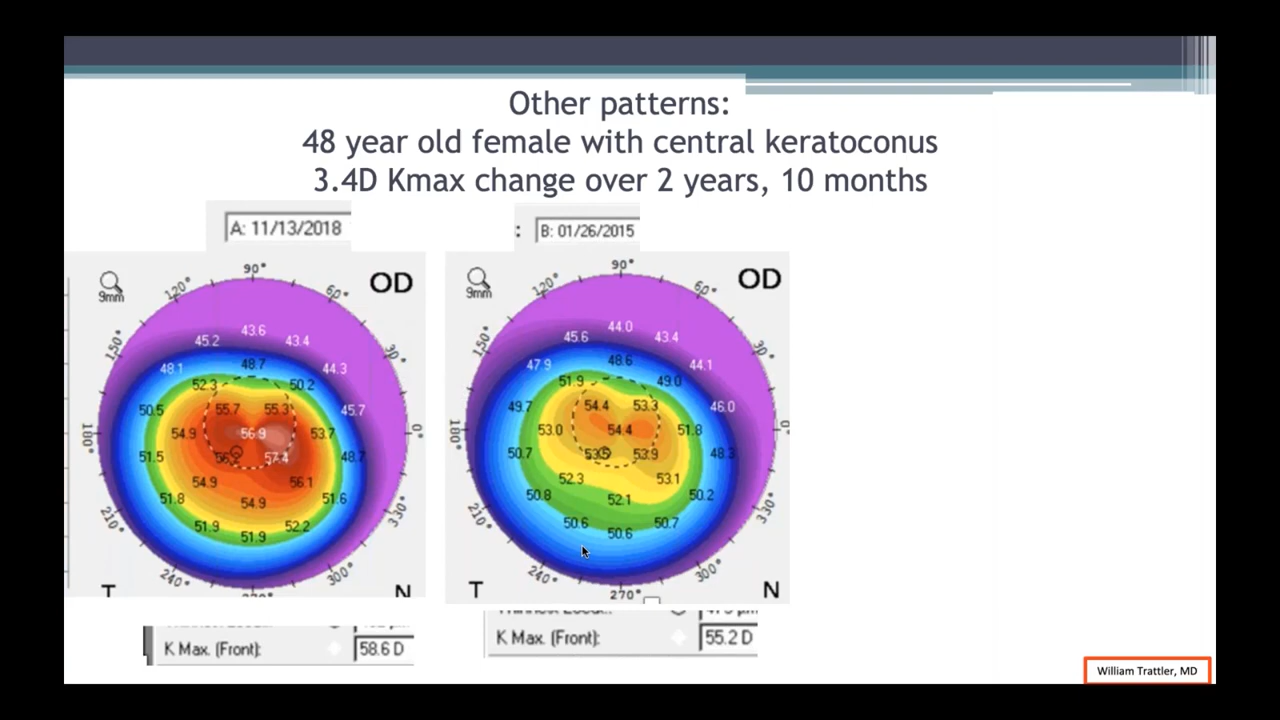 Other patterns:
48 year old female with central keratoconus
3.4D Kmax change over 2 years, 10 months
A: 11/13/2018
: B: 01/26/2015
9mm
OD
90°
120°
60°
150°
30°
180°
0°
210°
330°
240°
300°
T
N
43.6
45.2 43.4
48.1 48.7 44.3
52.3 50.2
50.5 55.7 55.3 45.7
54.9 56.9 53.7
51.5 57.4 48.7
54.9 56.1
51.8 54.9 51.6
51.9 52.2
51.9
K Max. (Front): 58.6 D
9mm
OD
90°
120°
60°
150°
30°
180°
0°
210°
330°
240°
300°
270°
T
N
44.0
45.6 43.4
47.9 48.6 44.1
51.9 49.0
49.7 54.4 53.3 46.0
53.0 54.4 51.8
50.7 53.9 48.3
52.3 53.1
50.8 52.1 50.2
50.6 50.7
50.6
K Max. (Front): 55.2 D
William Trattler, MD